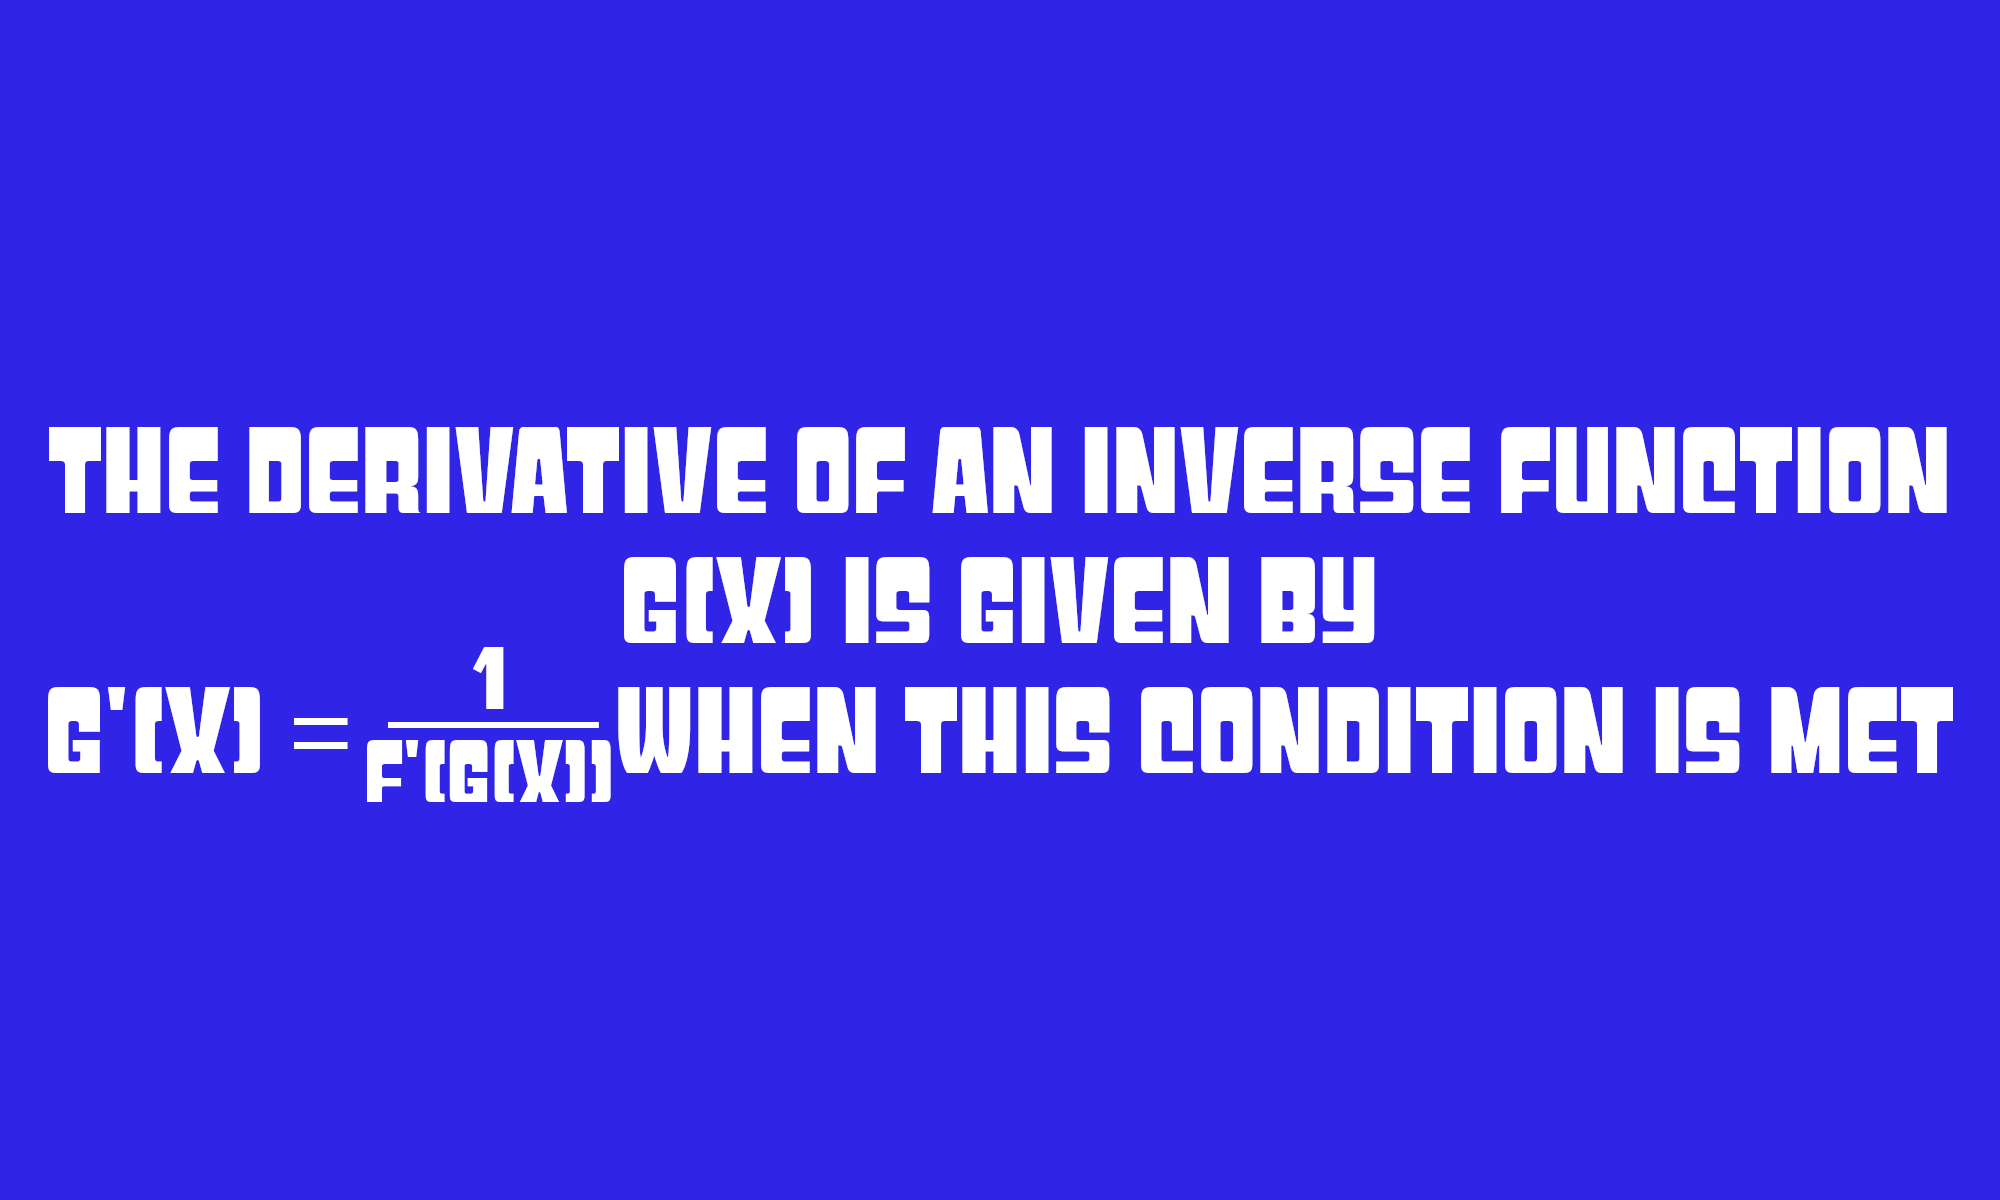 THE DERIVATIVE OF AN INVERSE FUNCTION
G(X) IS GIVEN BY
G'(X) = \frac{1}{F'(G(X))} WHEN THIS CONDITION IS MET